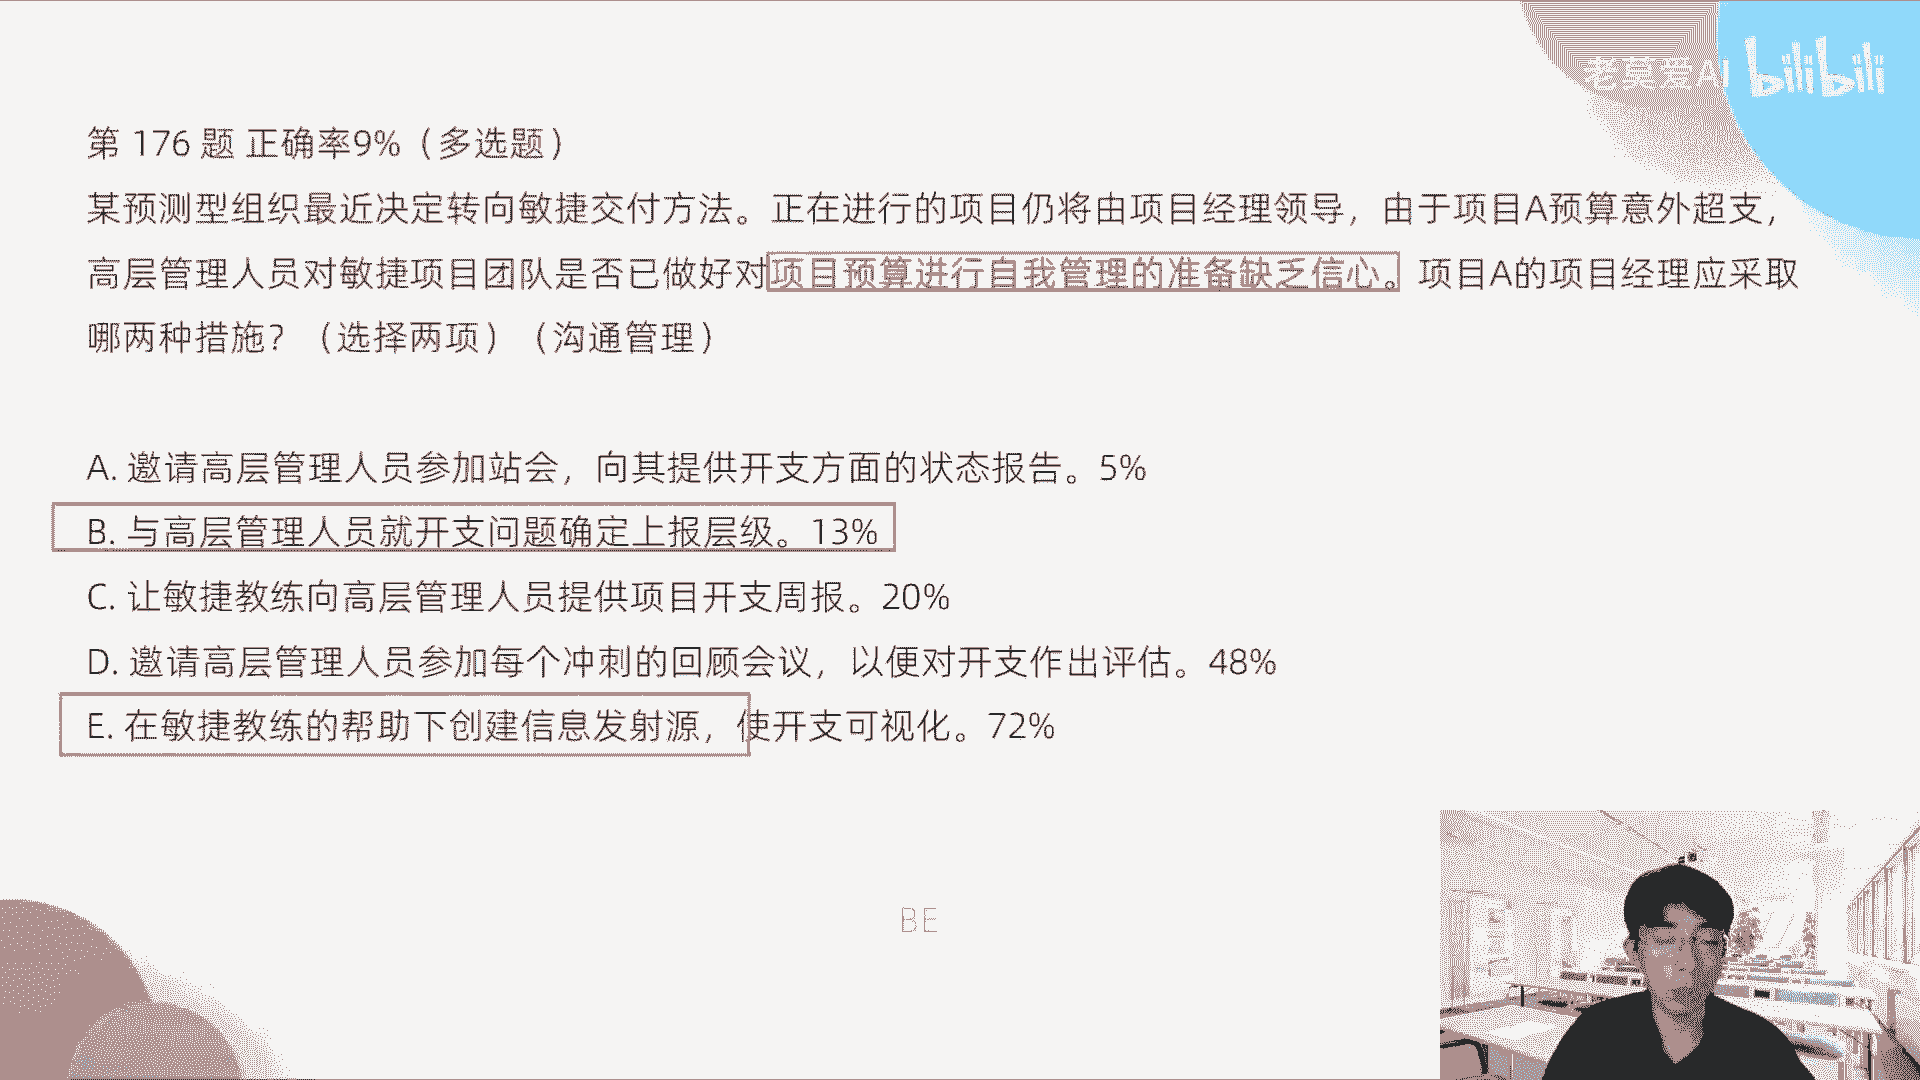 老莫爱AI bilibili
第 176 题 正确率9%（多选题）
某预测型组织最近决定转向敏捷交付方法。正在进行的项目仍将由项目经理领导，由于项目A预算意外超支，
高层管理人员对敏捷项目团队是否已做好对项目预算进行自我管理的准备缺乏信心。项目A的项目经理应采取
哪两种措施？（选择两项）（沟通管理）
A. 邀请高层管理人员参加站会，向其提供开支方面的状态报告。5%
B. 与高层管理人员就开支问题确定上报层级。13%
C. 让敏捷教练向高层管理人员提供项目开支周报。20%
D. 邀请高层管理人员参加每个冲刺的回顾会议，以便对开支作出评估。48%
E. 在敏捷教练的帮助下创建信息发射源，使开支可视化。72%
BE